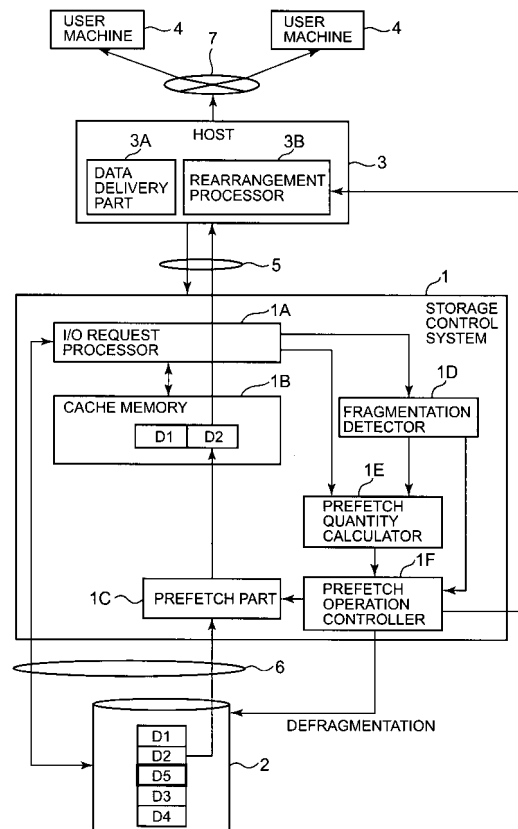 USER
MACHINE
4
USER
MACHINE
4
7
HOST
3A
3B
3
DATA
DELIVERY
PART
REARRANGEMENT
PROCESSOR
5
1
STORAGE
CONTROL
SYSTEM
1A
I/O REQUEST
PROCESSOR
1B
1D
CACHE MEMORY
FRAGMENTATION
DETECTOR
D1
D2
1E
PREFETCH
QUANTITY
CALCULATOR
1F
1C
PREFETCH PART
PREFETCH
OPERATION
CONTROLLER
6
DEFRAGMENTATION
D1
D2
D5
D3
D4
2